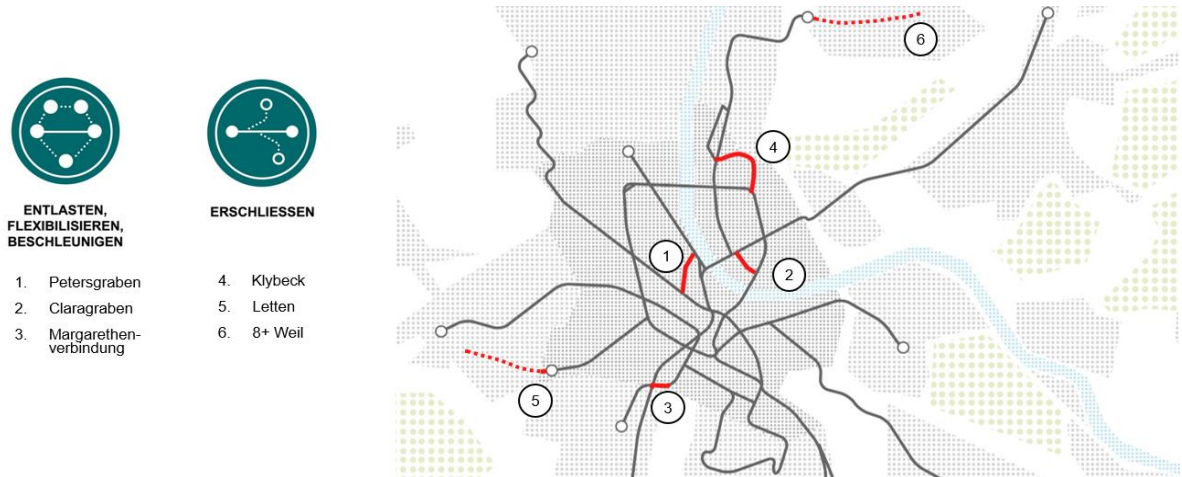 ENTLASTEN,
FLEXIBILISIEREN,
BESCHLEUNIGEN
1. Petersgraben
2. Claragraben
3. Margarethen-
verbindung
ERSCHLIESSEN
4. Klybeck
5. Letten
6. 8+ Weil
6
4
1
2
5
3